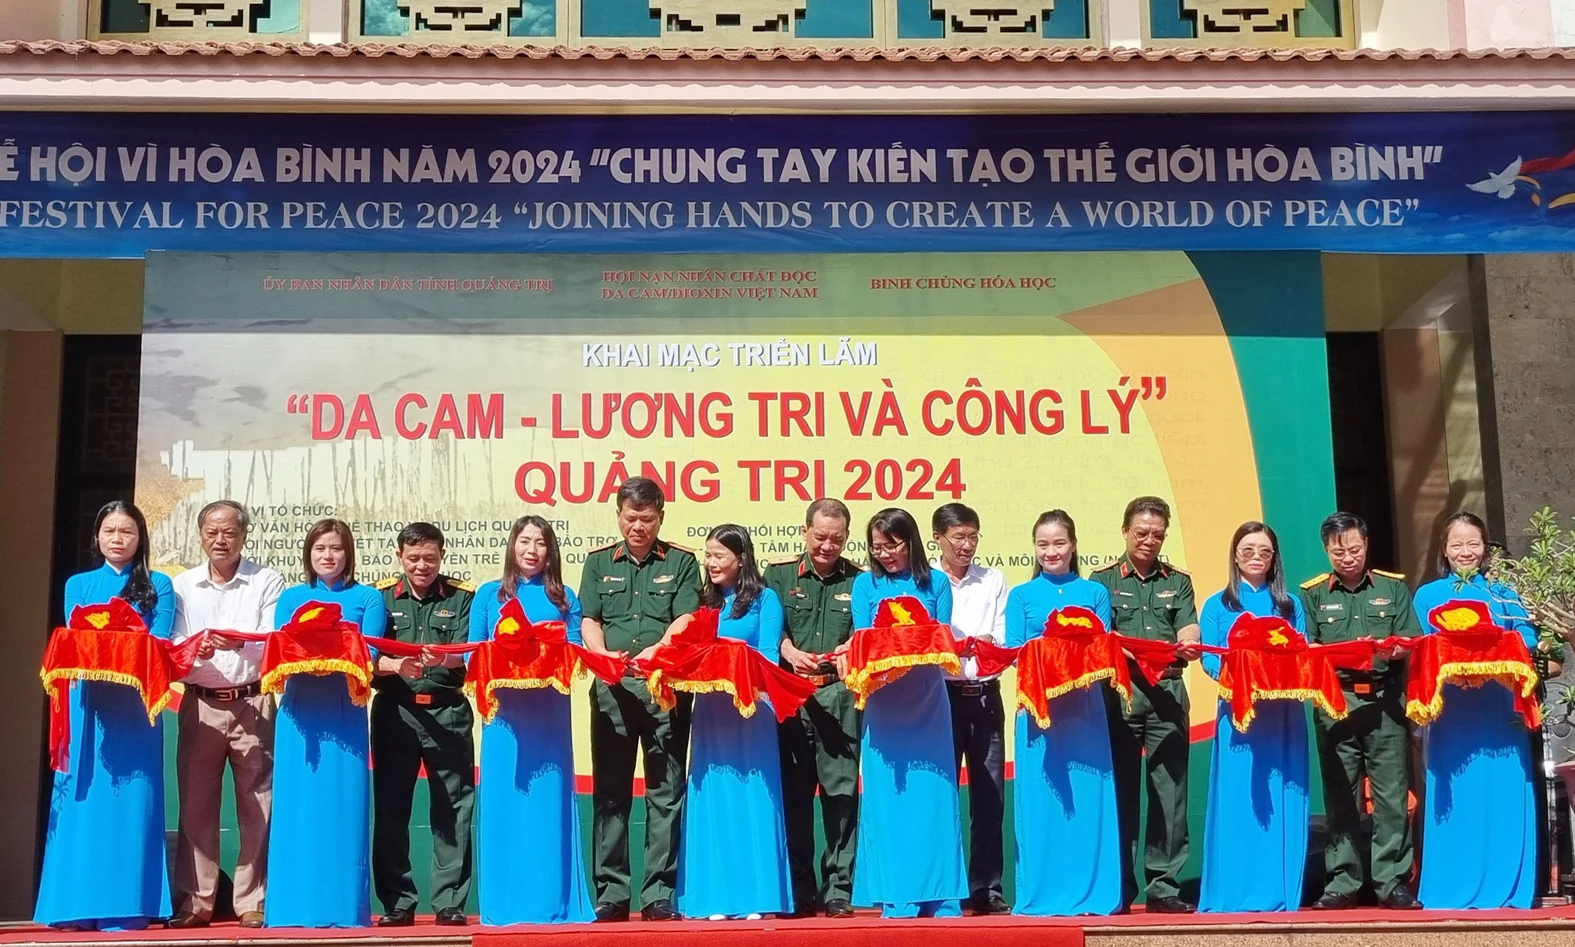 Ễ HỘI VÌ HÒA BÌNH NĂM 2024 "CHUNG TAY KIẾN TẠO THẾ GIỚI HÒA BÌNH"
FESTIVAL FOR PEACE 2024 "JOINING HANDS TO CREATE A WORLD OF PEACE"
ỦY BAN NHÂN DÂN TỈNH QUẢNG TRỊ
HỘI NẠN NHÂN CHẤT ĐỘC
DA CAM/DIOXIN VIỆT NAM
BINH CHỦNG HÓA HỌC
KHAI MẠC TRIỂN LÃM
"DA CAM - LƯƠNG TRI VÀ CÔNG LÝ"
QUẢNG TRỊ 2024
VỊ TỔ CHỨC: